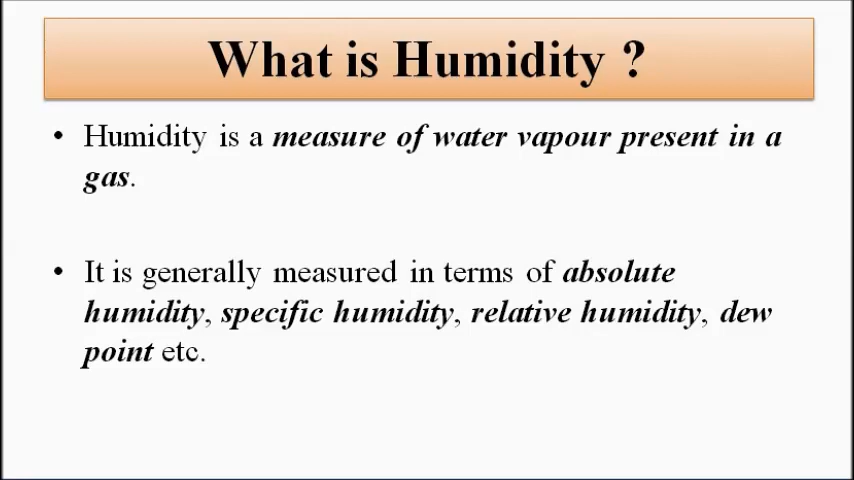 What is Humidity ?
• Humidity is a measure of water vapour present in a
gas.
• It is generally measured in terms of absolute
humidity, specific humidity, relative humidity, dew
point etc.